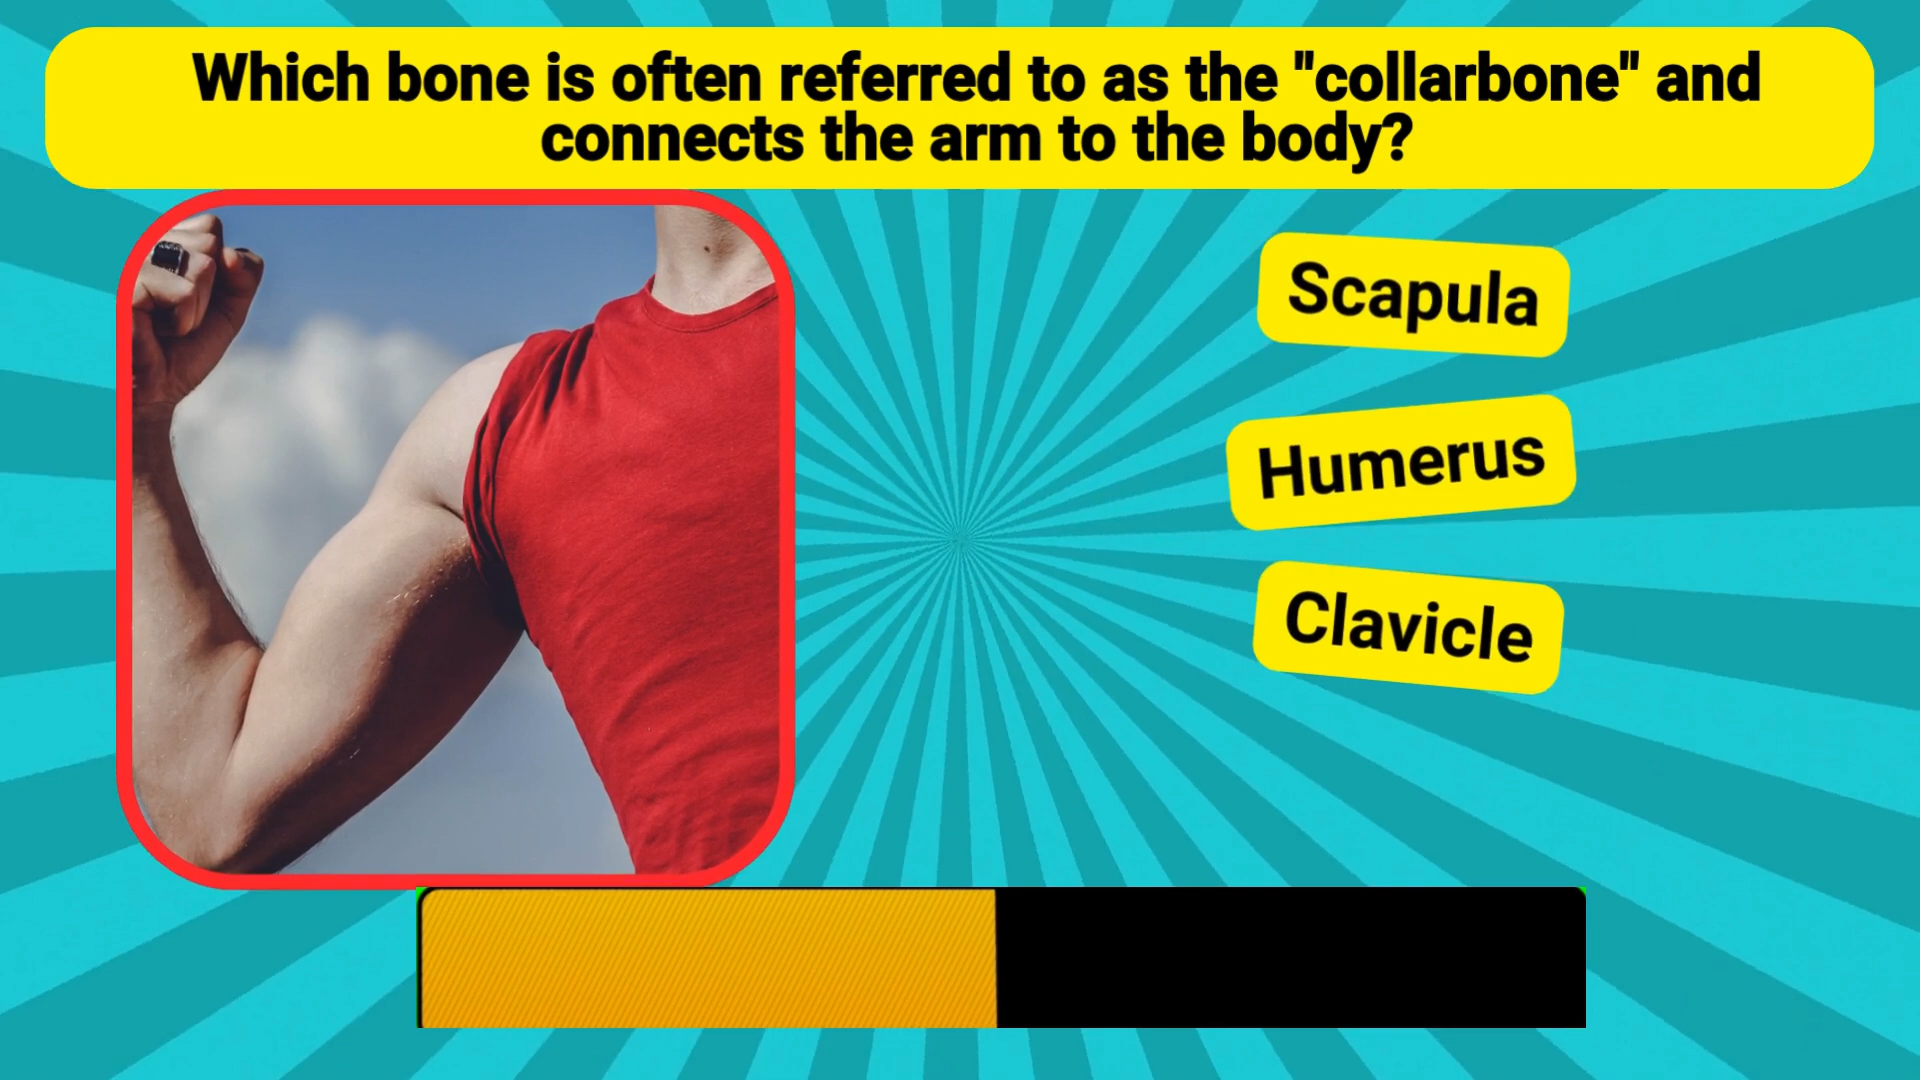 Which bone is often referred to as the "collarbone" and
connects the arm to the body?
Scapula
Humerus
Clavicle